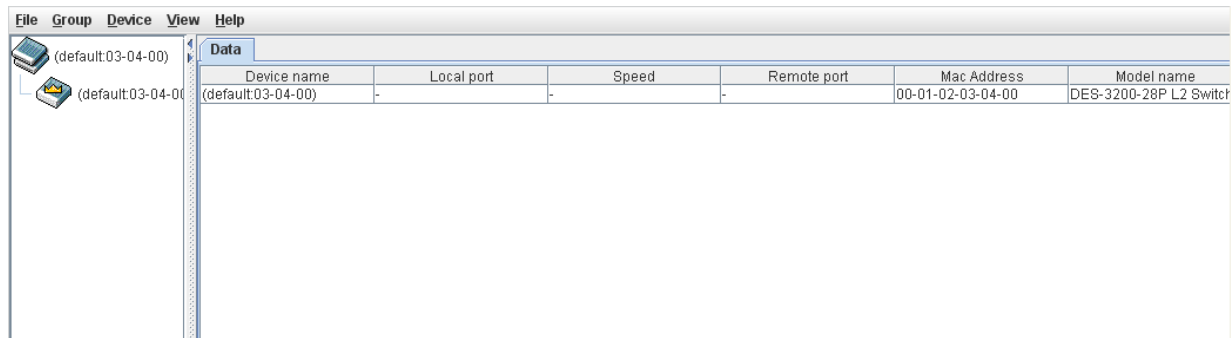 File Group Device View Help
(default:03-04-00)
(default:03-04-00
Data
Device name Local port Speed Remote port Mac Address Model name
(default:03-04-00) - - - 00-01-02-03-04-00 DES-3200-28P L2 Switch